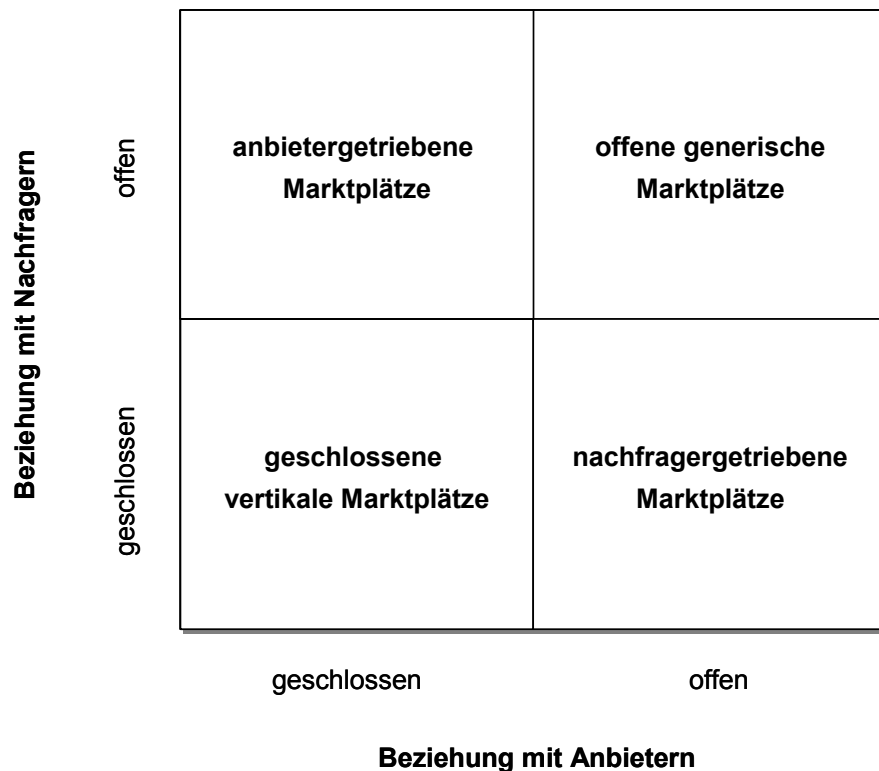 Beziehung mit Nachfragern
offen
anbietergetriebene
Marktplätze
offene generische
Marktplätze
geschlossen
geschlossene
vertikale Marktplätze
nachfragergetriebene
Marktplätze
geschlossen
offen
Beziehung mit Anbietern